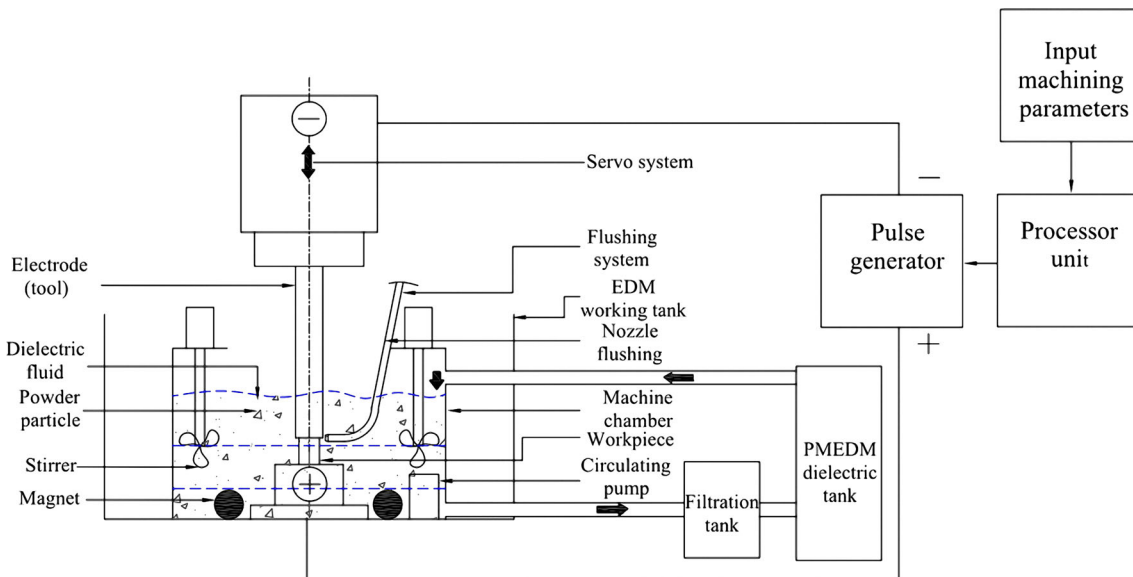 Input
machining
parameters
Servo system
Pulse
generator
Processor
unit
Electrode
(tool)
Flushing
system
EDM
working tank
Nozzle
flushing
Dielectric
fluid
Powder
particle
Machine
chamber
Workpiece
Stirrer
Circulating
pump
Magnet
PMEDM
dielectric
tank
Filtration
tank